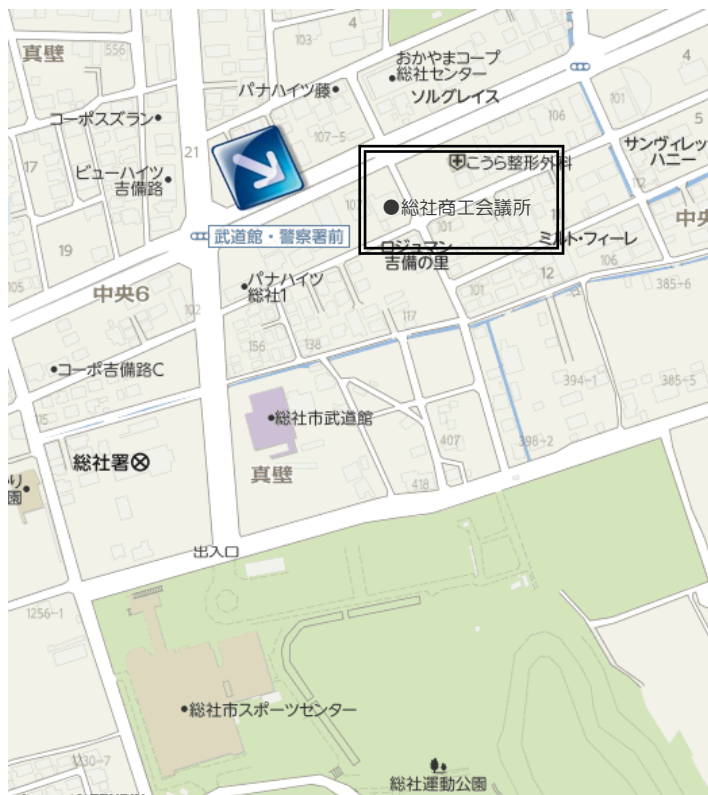 4
103
真壁
556
おかやまコープ
総社センター
4
パナハイツ藤
ソルグレイス
101
コーポスズラン
107-5
106
5
21
サンヴィレッ
ハニー
17
こうら整形外科
ビューハイツ
吉備路
112
総社商工会議所
中央
武道館・警察署前
101
19
ロジュマン
吉備の里
ミルト・フィーレ
106
12
パナハイツ
総社1
105
中央6
101
385-6
102
117
138
156
コーポ吉備路C
394-1
385-5
115
総社市武道館
407
398-2
総社署
真壁
り
園
418
出入口
1256-1
総社市スポーツセンター
1230-7
総社運動公園